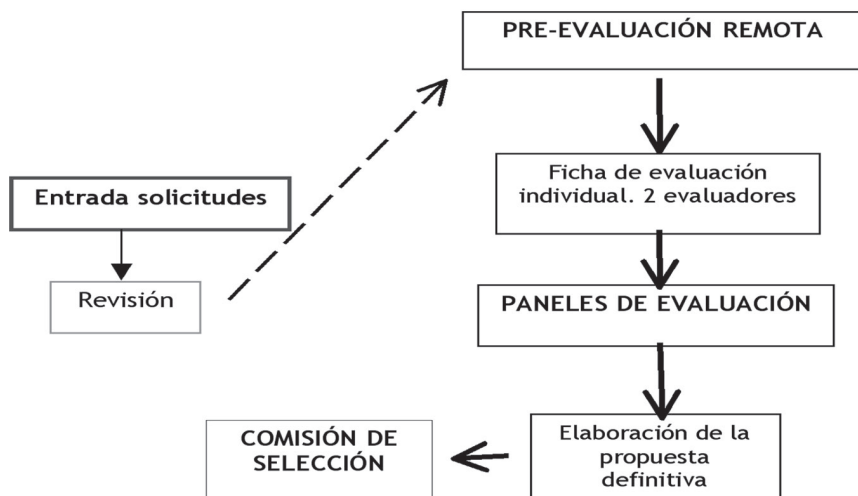 PRE-EVALUACIÓN REMOTA
Ficha de evaluación
individual. 2 evaluadores
Entrada solicitudes
Revisión
PANELES DE EVALUACIÓN
Elaboración de la
propuesta
definitiva
COMISIÓN DE
SELECCIÓN